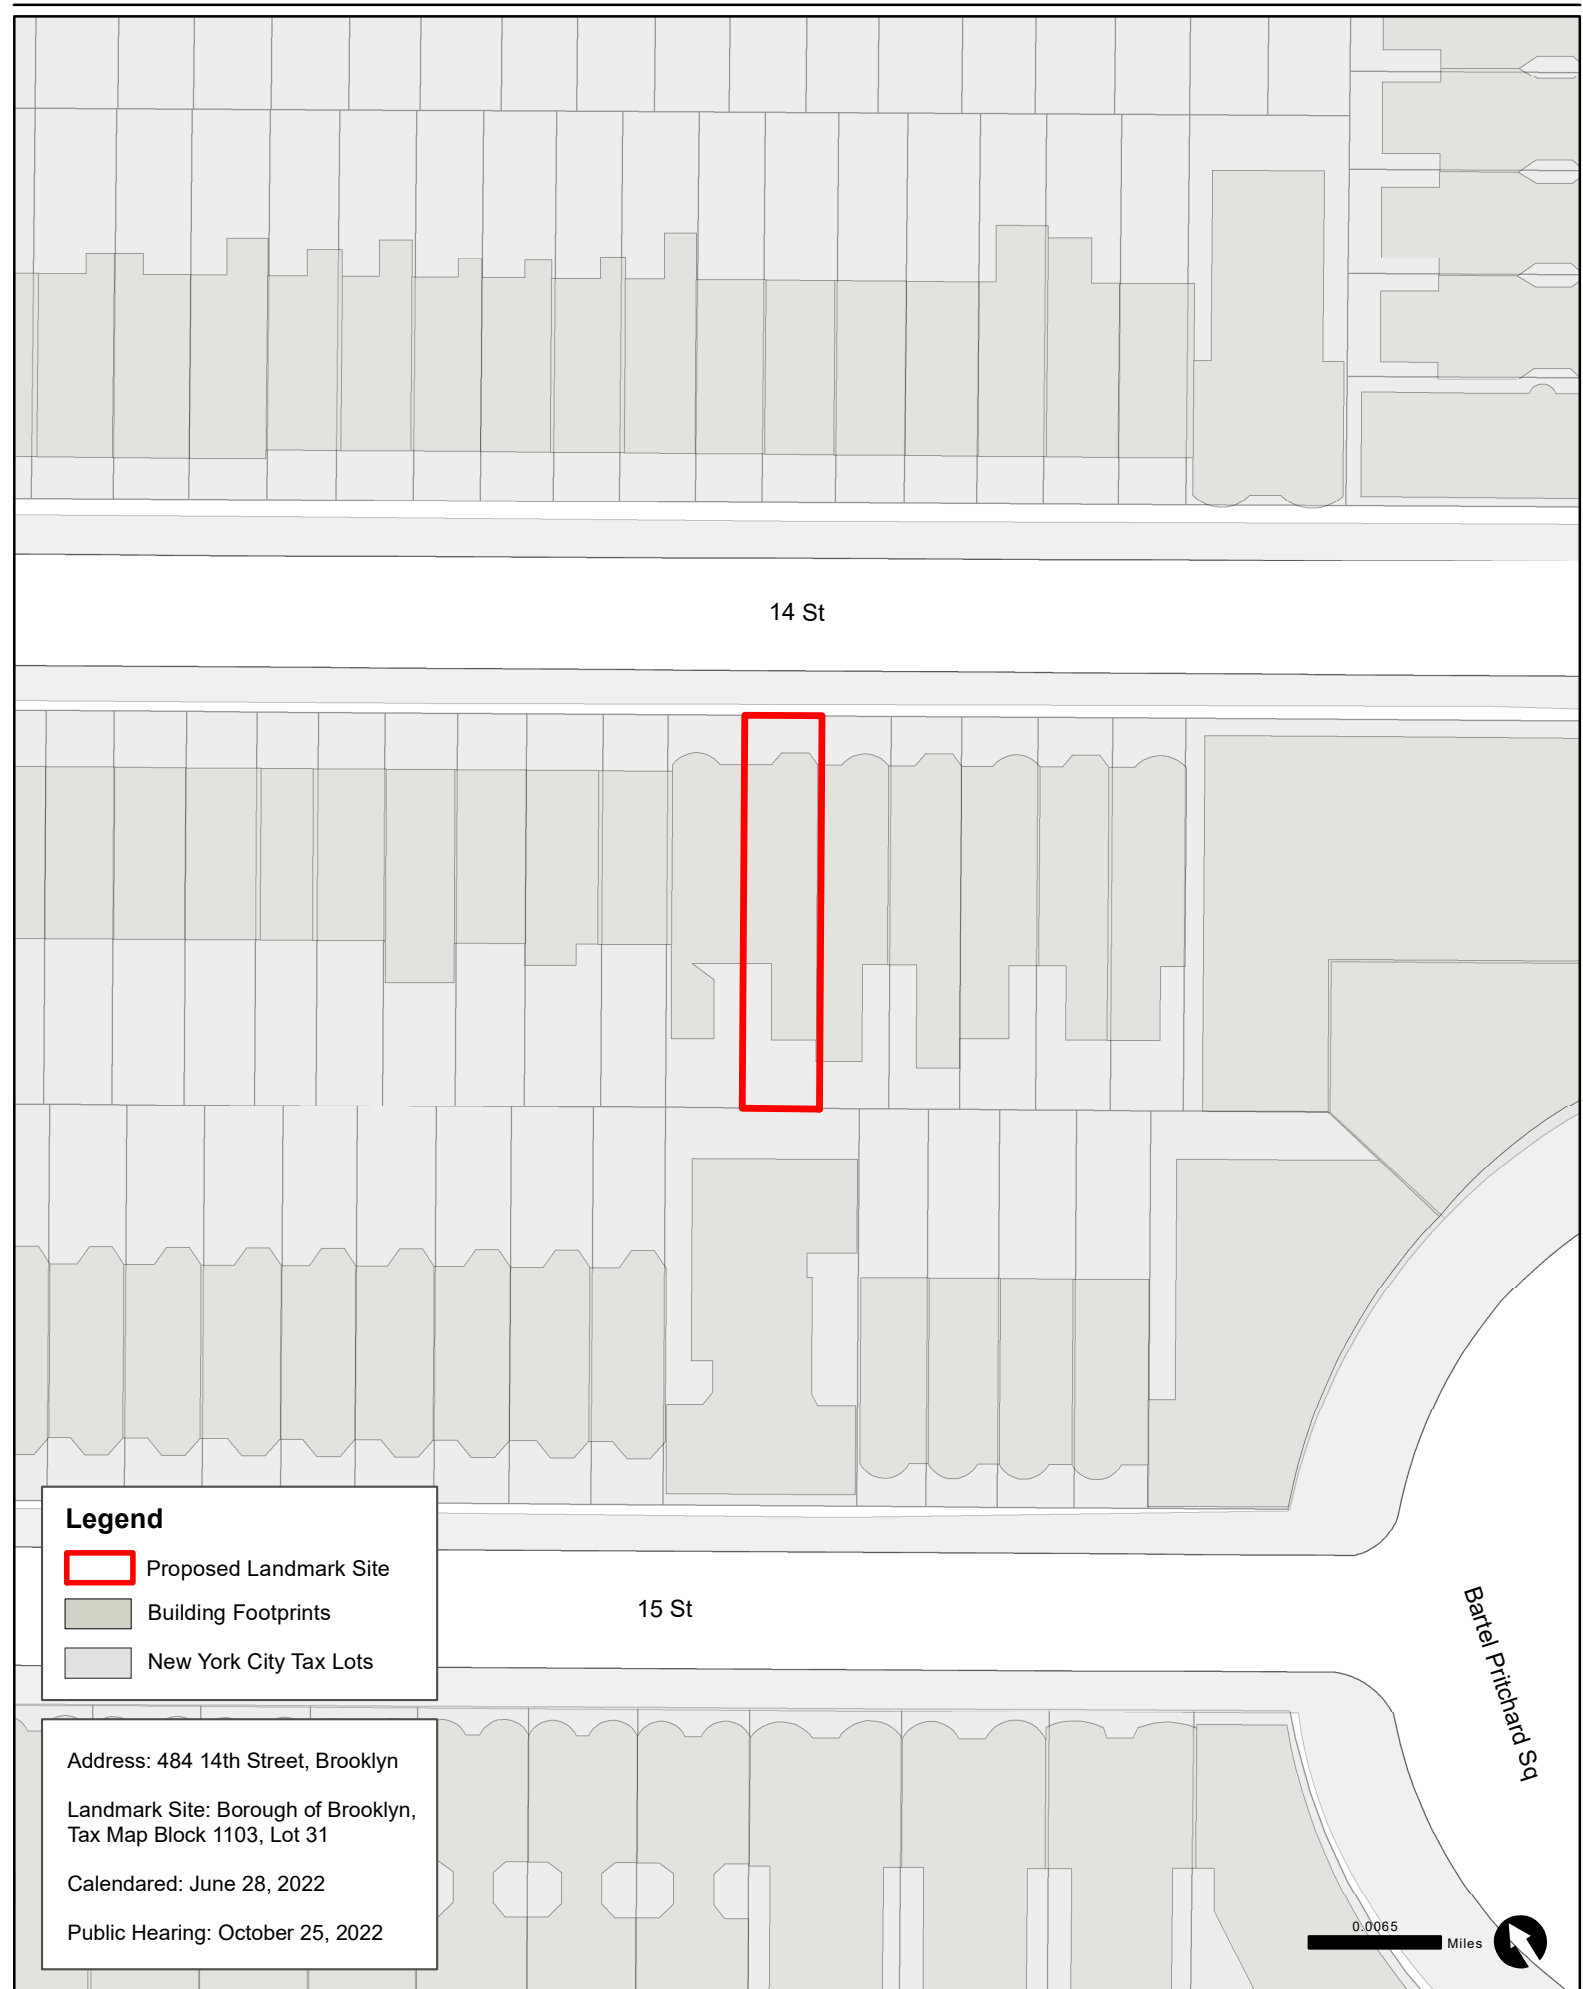 14 St
Legend
Proposed Landmark Site
Building Footprints
New York City Tax Lots
15 St
Bartel Pritchard Sq
Address: 484 14th Street, Brooklyn
Landmark Site: Borough of Brooklyn,
Tax Map Block 1103, Lot 31
Calendared: June 28, 2022
Public Hearing: October 25, 2022
0.0065
Miles